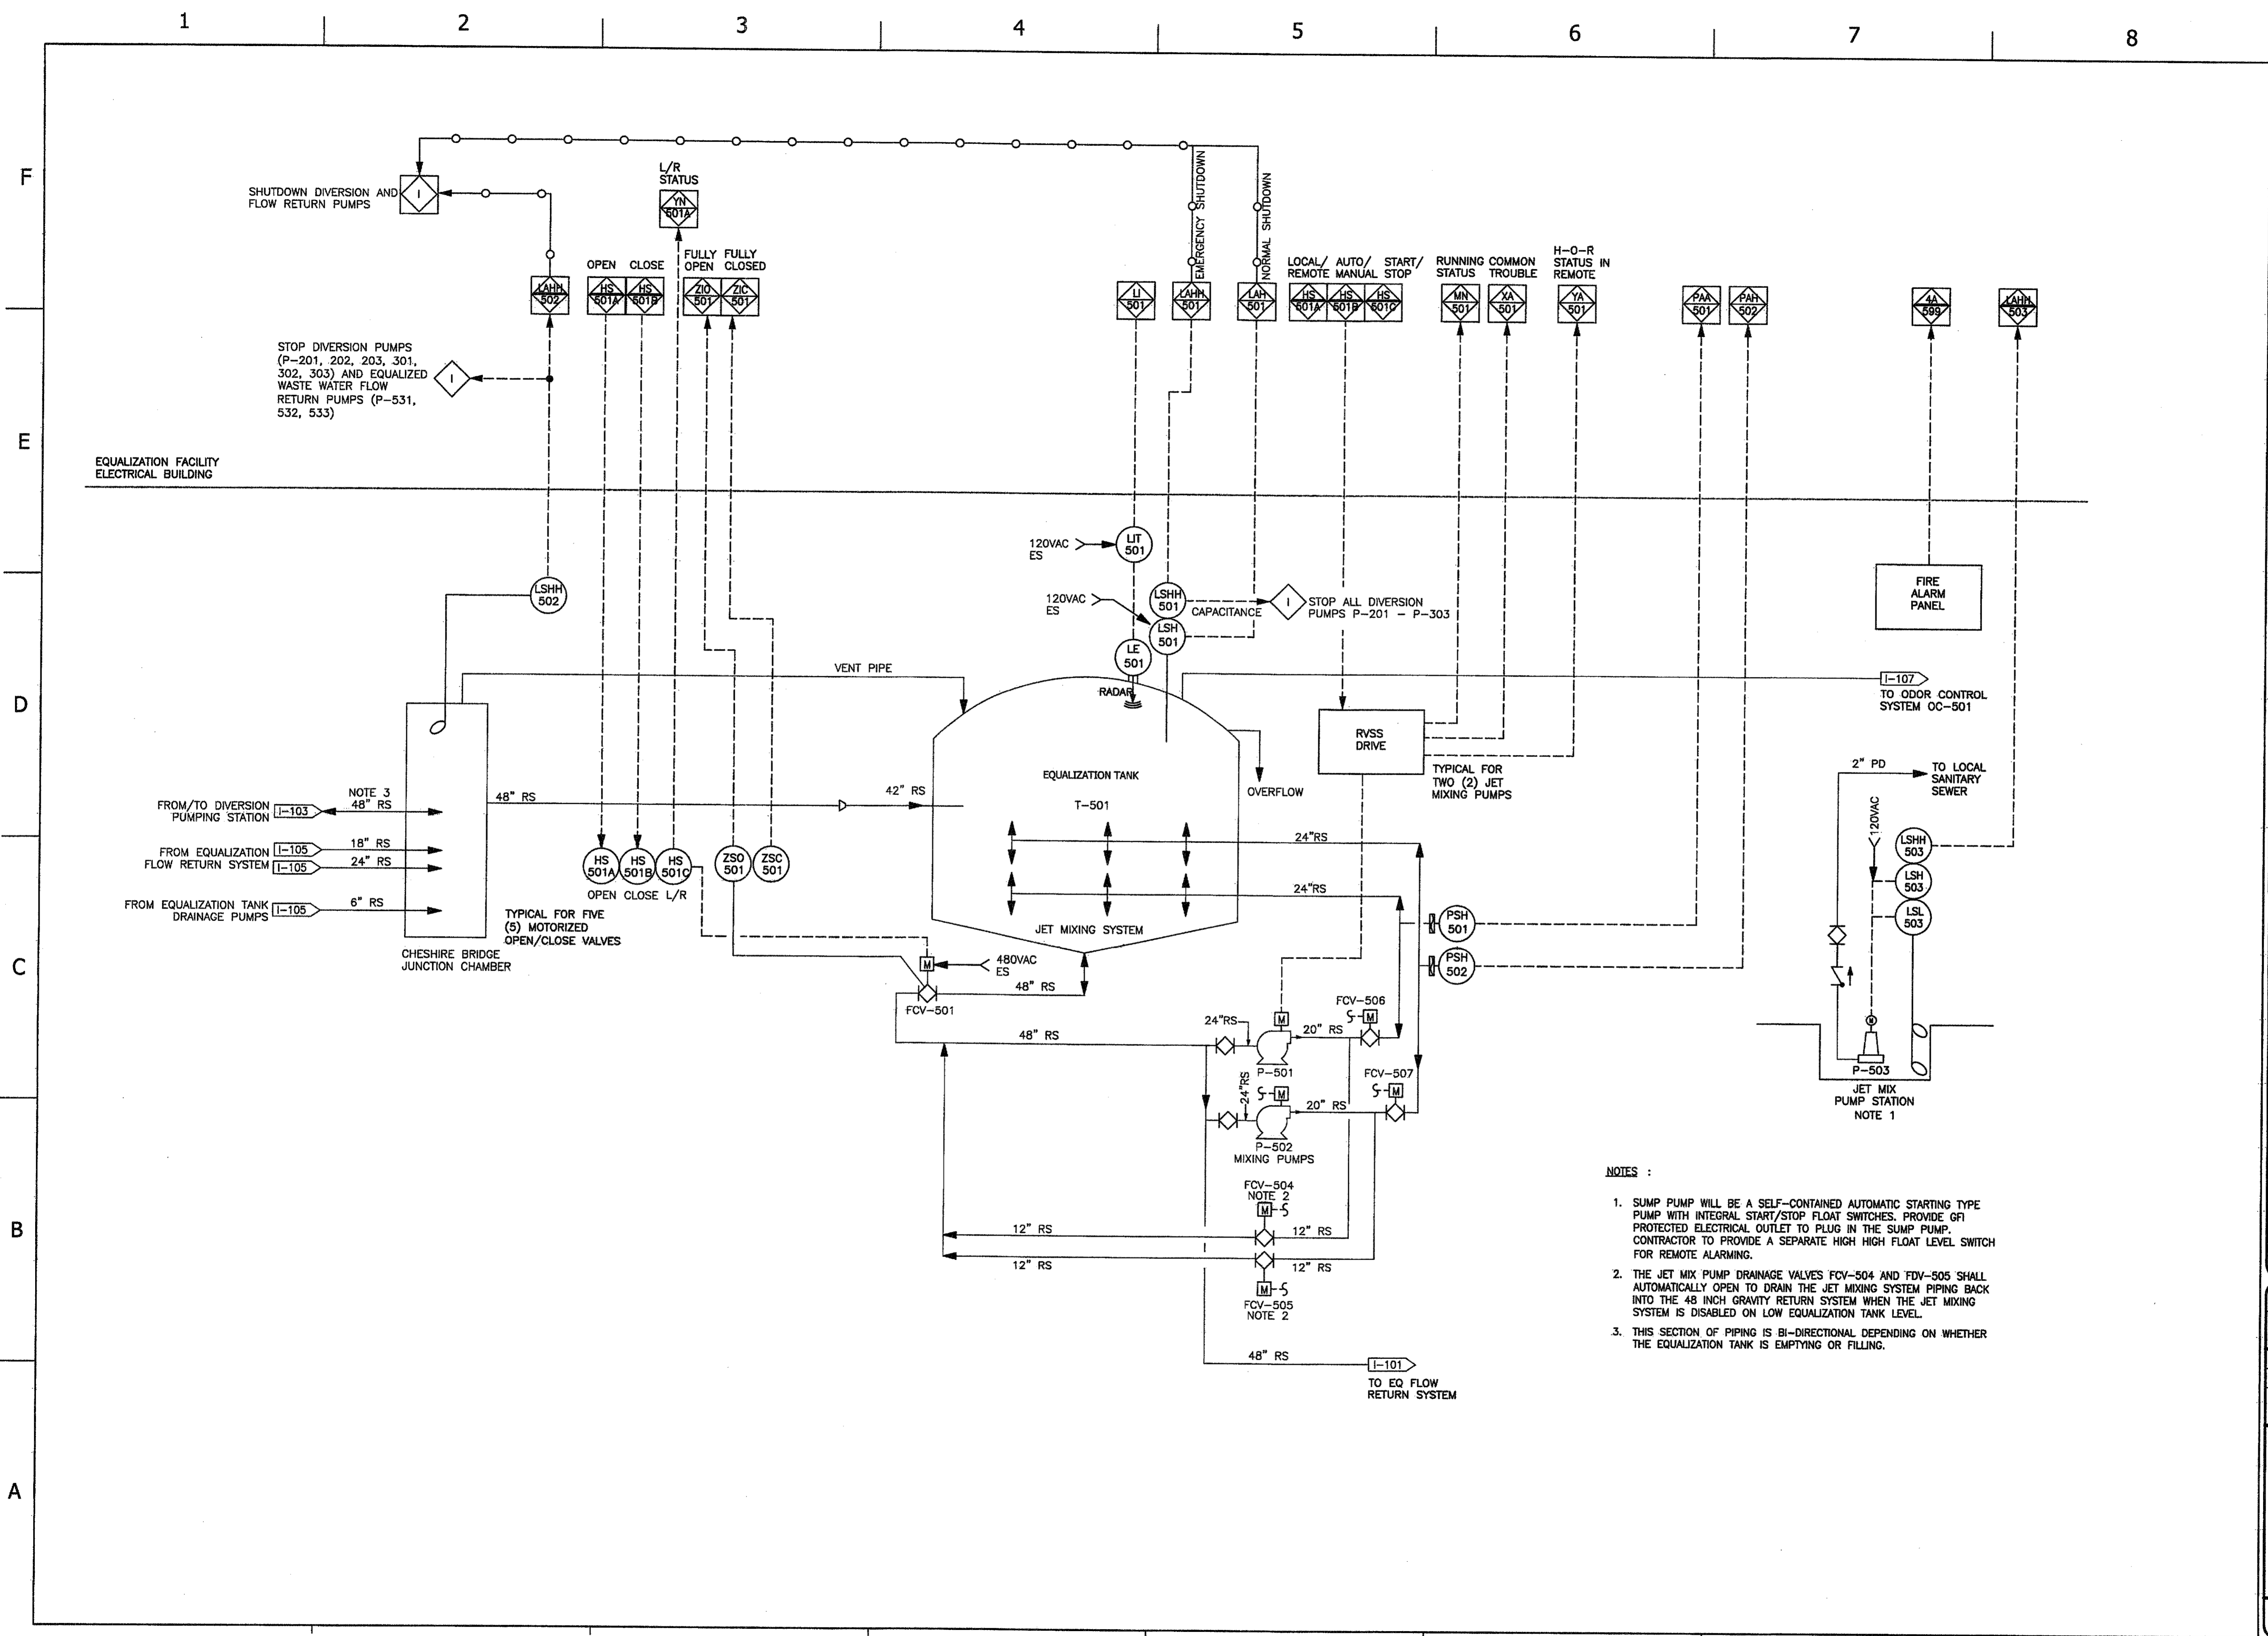 1 2 3 4 5 6 7 8
F
E
D
C
B
A
SHUTDOWN DIVERSION AND
FLOW RETURN PUMPS
I
L/R
STATUS
YN
501A
EMERGENCY SHUTDOWN
NORMAL SHUTDOWN
LAHH
502
OPEN CLOSE
HS
501A
HS
501B
FULLY FULLY
OPEN CLOSED
ZIO
501
ZIC
501
LI
501
LAHH
501
LAH
501
LOCAL/ AUTO/ START/
REMOTE MANUAL STOP
HS
501A
HS
501B
HS
501C
RUNNING COMMON
STATUS TROUBLE
MN
501
XA
501
H-O-R
STATUS IN
REMOTE
YA
501
PAA
501
PAH
502
4A
599
LAHH
503
STOP DIVERSION PUMPS
(P-201, 202, 203, 301,
302, 303) AND EQUALIZED
WASTE WATER FLOW
RETURN PUMPS (P-531,
532, 533)
I
EQUALIZATION FACILITY
ELECTRICAL BUILDING
120VAC
ES
LIT
501
LSHH
502
120VAC
ES
LSHH
501
CAPACITANCE
I
STOP ALL DIVERSION
PUMPS P-201 - P-303
LSH
501
LE
501
RADAR
FIRE
ALARM
PANEL
VENT PIPE
I-107
TO ODOR CONTROL
SYSTEM OC-501
RVSS
DRIVE
TYPICAL FOR
TWO (2) JET
MIXING PUMPS
EQUALIZATION TANK
T-501
OVERFLOW
2" PD
TO LOCAL
SANITARY
SEWER
120VAC
NOTE 3
FROM/TO DIVERSION
PUMPING STATION
I-103
48" RS
48" RS
42" RS
FROM EQUALIZATION
FLOW RETURN SYSTEM
I-105
18" RS
I-105
24" RS
FROM EQUALIZATION TANK
DRAINAGE PUMPS
I-105
6" RS
CHESHIRE BRIDGE
JUNCTION CHAMBER
HS
501A
HS
501B
HS
501C
OPEN CLOSE L/R
ZSO
501
ZSC
501
TYPICAL FOR FIVE
(5) MOTORIZED
OPEN/CLOSE VALVES
24"RS
24"RS
JET MIXING SYSTEM
M
480VAC
ES
FCV-501
48" RS
48" RS
PSH
501
PSH
502
LSHH
503
LSH
503
LSL
503
M
P-503
JET MIX
PUMP STATION
NOTE 1
24"RS
M
P-501
20" RS
FCV-506
M
24"RS
M
P-502
MIXING PUMPS
20" RS
FCV-507
M
FCV-504
NOTE 2
M
12" RS
12" RS
12" RS
12" RS
M
FCV-505
NOTE 2
48" RS
I-101
TO EQ FLOW
RETURN SYSTEM
NOTES :
1. SUMP PUMP WILL BE A SELF-CONTAINED AUTOMATIC STARTING TYPE
PUMP WITH INTEGRAL START/STOP FLOAT SWITCHES. PROVIDE GFI
PROTECTED ELECTRICAL OUTLET TO PLUG IN THE SUMP PUMP.
CONTRACTOR TO PROVIDE A SEPARATE HIGH HIGH FLOAT LEVEL SWITCH
FOR REMOTE ALARMING.
2. THE JET MIX PUMP DRAINAGE VALVES FCV-504 AND FDV-505 SHALL
AUTOMATICALLY OPEN TO DRAIN THE JET MIXING SYSTEM PIPING BACK
INTO THE 48 INCH GRAVITY RETURN SYSTEM WHEN THE JET MIXING
SYSTEM IS DISABLED ON LOW EQUALIZATION TANK LEVEL.
3. THIS SECTION OF PIPING IS BI-DIRECTIONAL DEPENDING ON WHETHER
THE EQUALIZATION TANK IS EMPTYING OR FILLING.